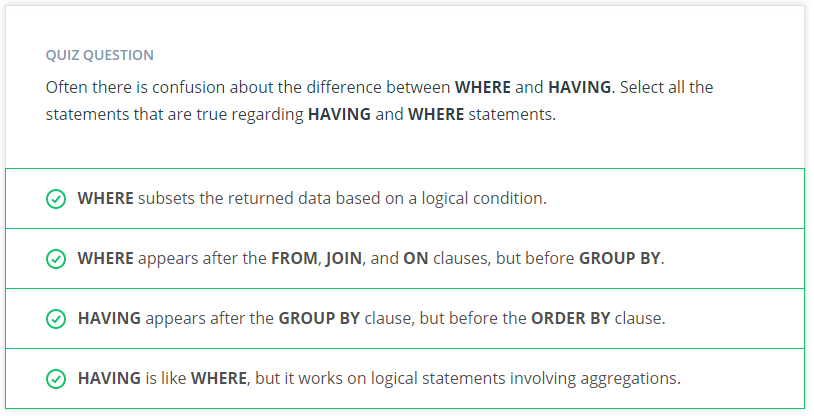 QUIZ QUESTION
Often there is confusion about the difference between WHERE and HAVING. Select all the
statements that are true regarding HAVING and WHERE statements.
WHERE subsets the returned data based on a logical condition.
WHERE appears after the FROM, JOIN, and ON clauses, but before GROUP BY.
HAVING appears after the GROUP BY clause, but before the ORDER BY clause.
HAVING is like WHERE, but it works on logical statements involving aggregations.